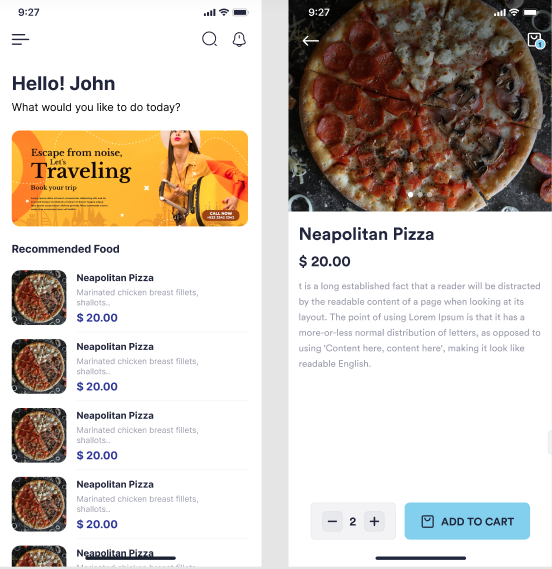 9:27
Hello! John
What would you like to do today?
Escape from noise,
Let's
Traveling
Book your trip
CALL NOW
Recommended Food
Neapolitan Pizza
Marinated chicken breast fillets,
shallots..
$ 20.00
Neapolitan Pizza
Marinated chicken breast fillets,
shallots..
$ 20.00
Neapolitan Pizza
Marinated chicken breast fillets,
shallots..
$ 20.00
Neapolitan Pizza
Marinated chicken breast fillets,
shallots..
$ 20.00
Neapolitan Pizza
Marinated chicken breast fillets,
9:27
1
Neapolitan Pizza
$ 20.00
t is a long established fact that a reader will be distracted
by the readable content of a page when looking at its
layout. The point of using Lorem Ipsum is that it has a
more-or-less normal distribution of letters, as opposed to
using 'Content here, content here', making it look like
readable English.
2
ADD TO CART